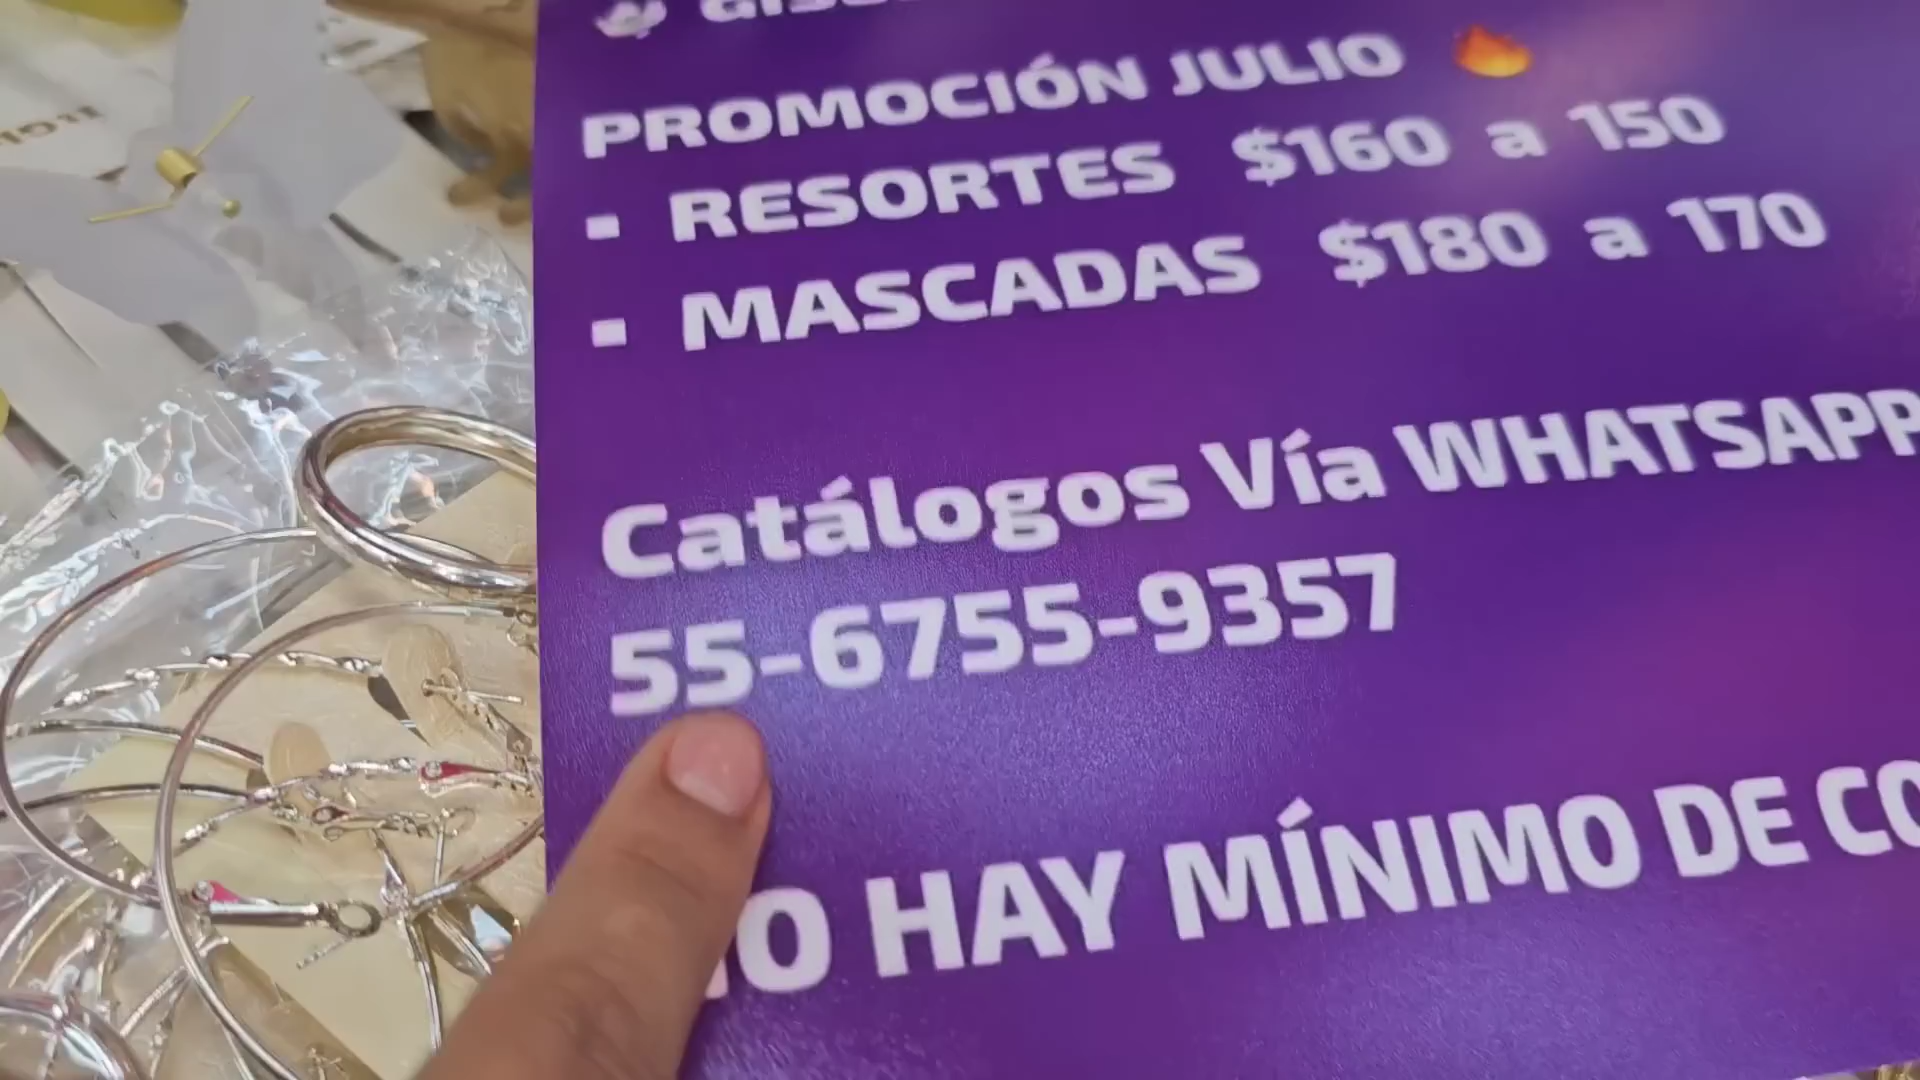 PROMOCIÓN JULIO 🔥
▪ RESORTES $160 a 150
▪ MASCADAS $180 a 170
Catálogos Vía WHATSAPP
55-6755-9357
HAY MÍNIMO DE